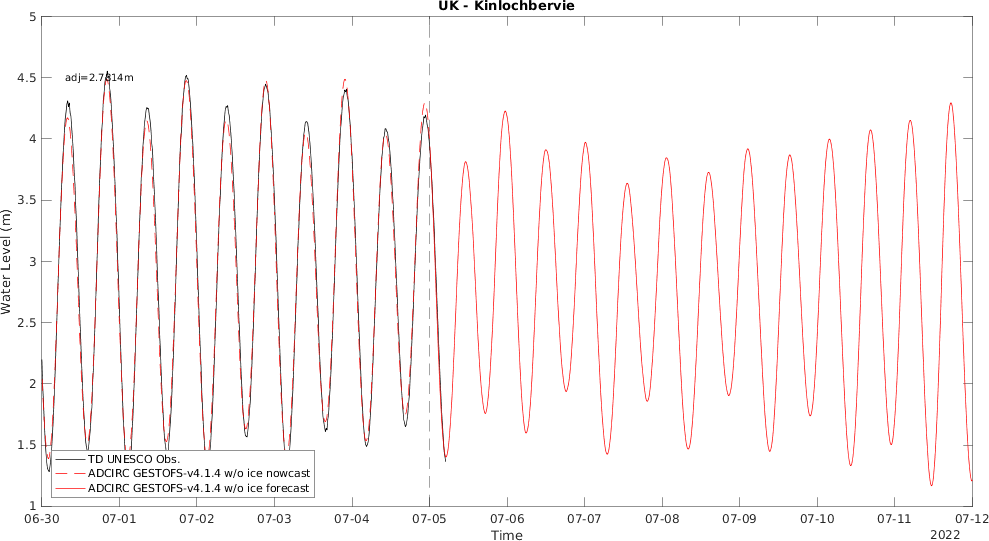 UK - Kinlochbervie
5
4.5
4
3.5
3
2.5
2
1.5
1
Water Level (m)
adj=2.7814m
TD UNESCO Obs.
ADCIRC GESTOFS-v4.1.4 w/o ice nowcast
ADCIRC GESTOFS-v4.1.4 w/o ice forecast
06-30 07-01 07-02 07-03 07-04 07-05 07-06 07-07 07-08 07-09 07-10 07-11 07-12
Time
2022